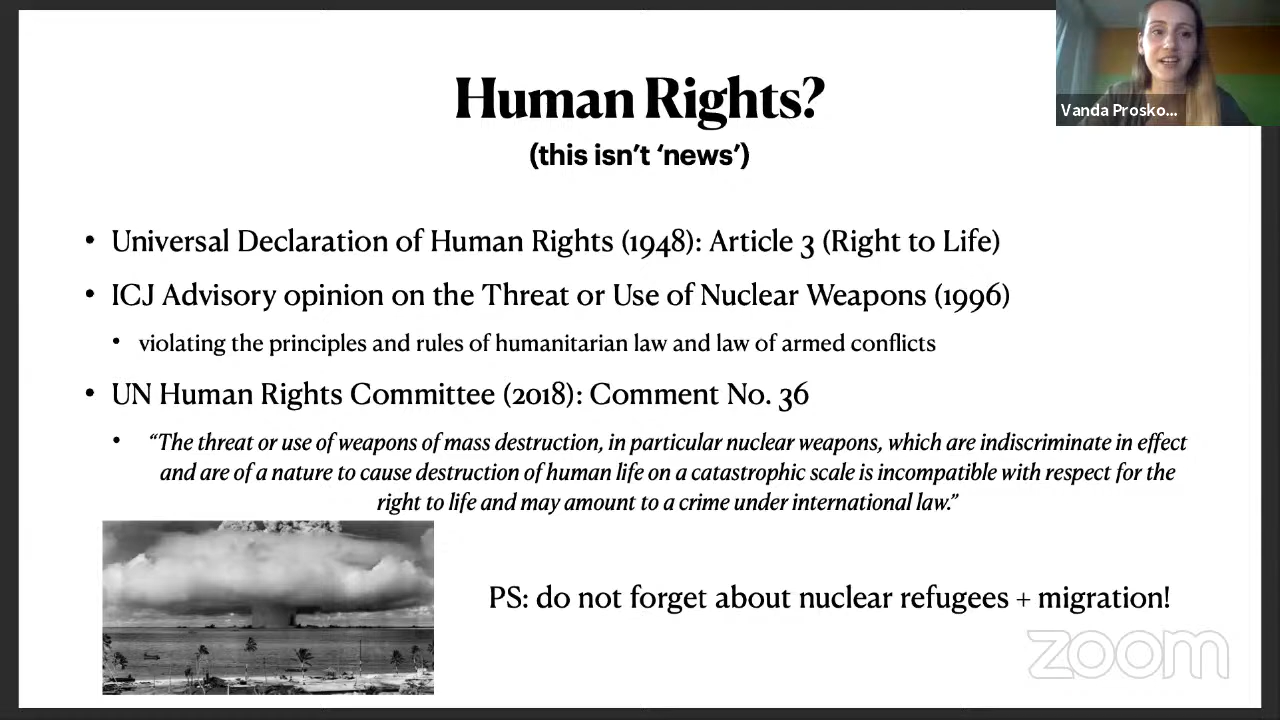 Human Rights?
(this isn’t ‘news’)
Vanda Prosko...
• Universal Declaration of Human Rights (1948): Article 3 (Right to Life)
• ICJ Advisory opinion on the Threat or Use of Nuclear Weapons (1996)
• violating the principles and rules of humanitarian law and law of armed conflicts
• UN Human Rights Committee (2018): Comment No. 36
• “The threat or use of weapons of mass destruction, in particular nuclear weapons, which are indiscriminate in effect
and are of a nature to cause destruction of human life on a catastrophic scale is incompatible with respect for the
right to life and may amount to a crime under international law.”
PS: do not forget about nuclear refugees + migration!
zoom